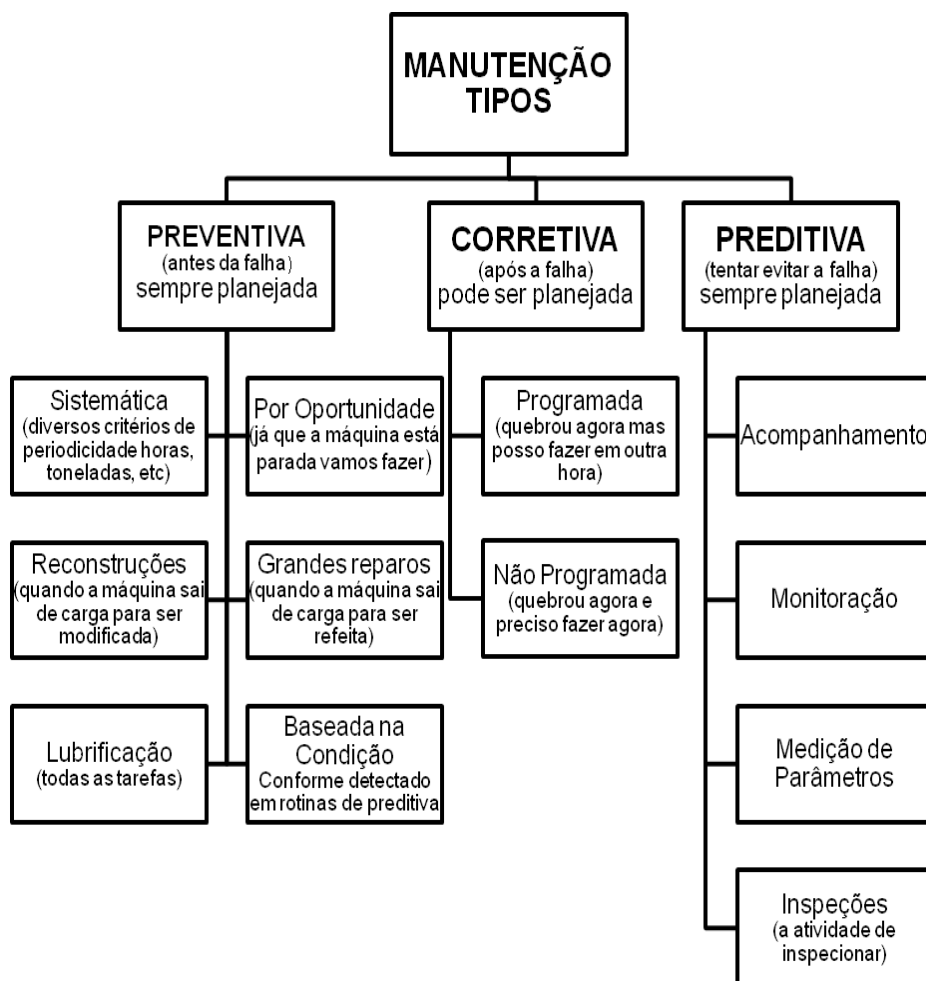 MANUTENÇÃO
TIPOS
PREVENTIVA
(antes da falha)
sempre planejada
CORRETIVA
(após a falha)
pode ser planejada
PREDITIVA
(tentar evitar a falha)
sempre planejada
Sistemática
(diversos critérios de
periodicidade horas,
toneladas, etc)
Por Oportunidade
(já que a máquina está
parada vamos fazer)
Programada
(quebrou agora mas
posso fazer em outra
hora)
Acompanhamento
Reconstruções
(quando a máquina sai
de carga para ser
modificada)
Grandes reparos
(quando a máquina sai
de carga para ser
refeita)
Não Programada
(quebrou agora e
preciso fazer agora)
Monitoração
Lubrificação
(todas as tarefas)
Baseada na
Condição
Conforme detectado
em rotinas de preditiva
Medição de
Parâmetros
Inspeções
(a atividade de
inspecionar)